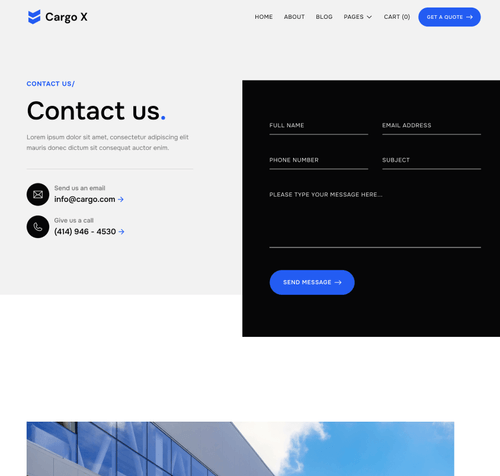 Cargo X
HOME ABOUT BLOG PAGES CART (0) GET A QUOTE
CONTACT US/
Contact us.
Lorem ipsum dolor sit amet, consectetur adipiscing elit
mauris donec dictum sit consequat auctor enim.
Send us an email
info@cargo.com
Give us a call
(414) 946 - 4530
FULL NAME EMAIL ADDRESS
PHONE NUMBER SUBJECT
PLEASE TYPE YOUR MESSAGE HERE...
SEND MESSAGE